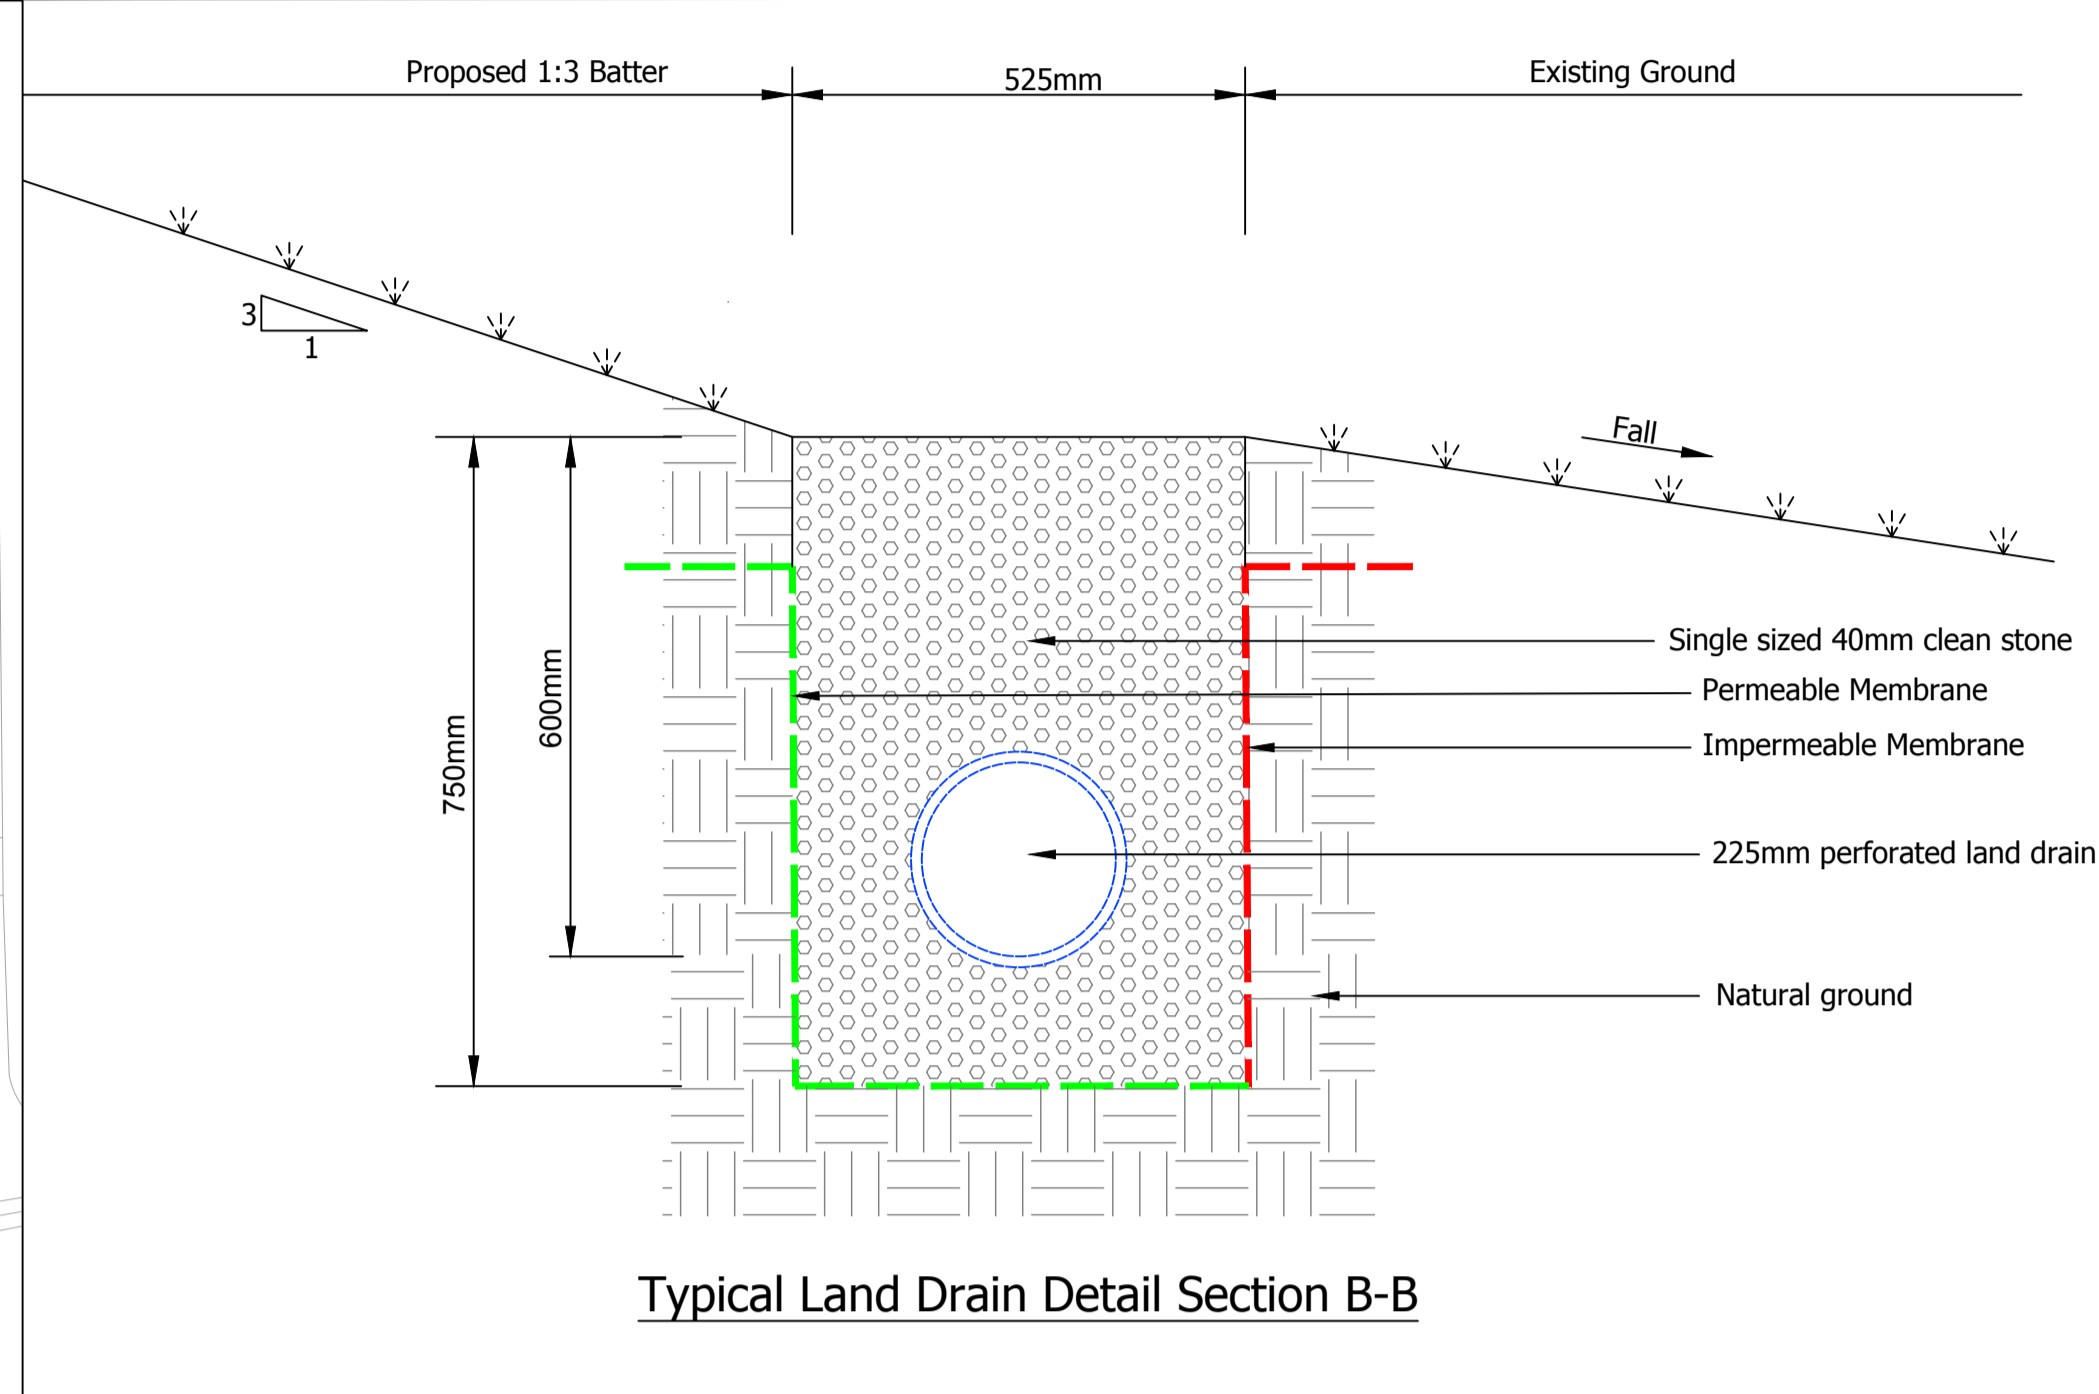 Proposed 1:3 Batter
525mm
Existing Ground
3
1
Fall
600mm
750mm
Single sized 40mm clean stone
Permeable Membrane
Impermeable Membrane
225mm perforated land drain
Natural ground
Typical Land Drain Detail Section B-B